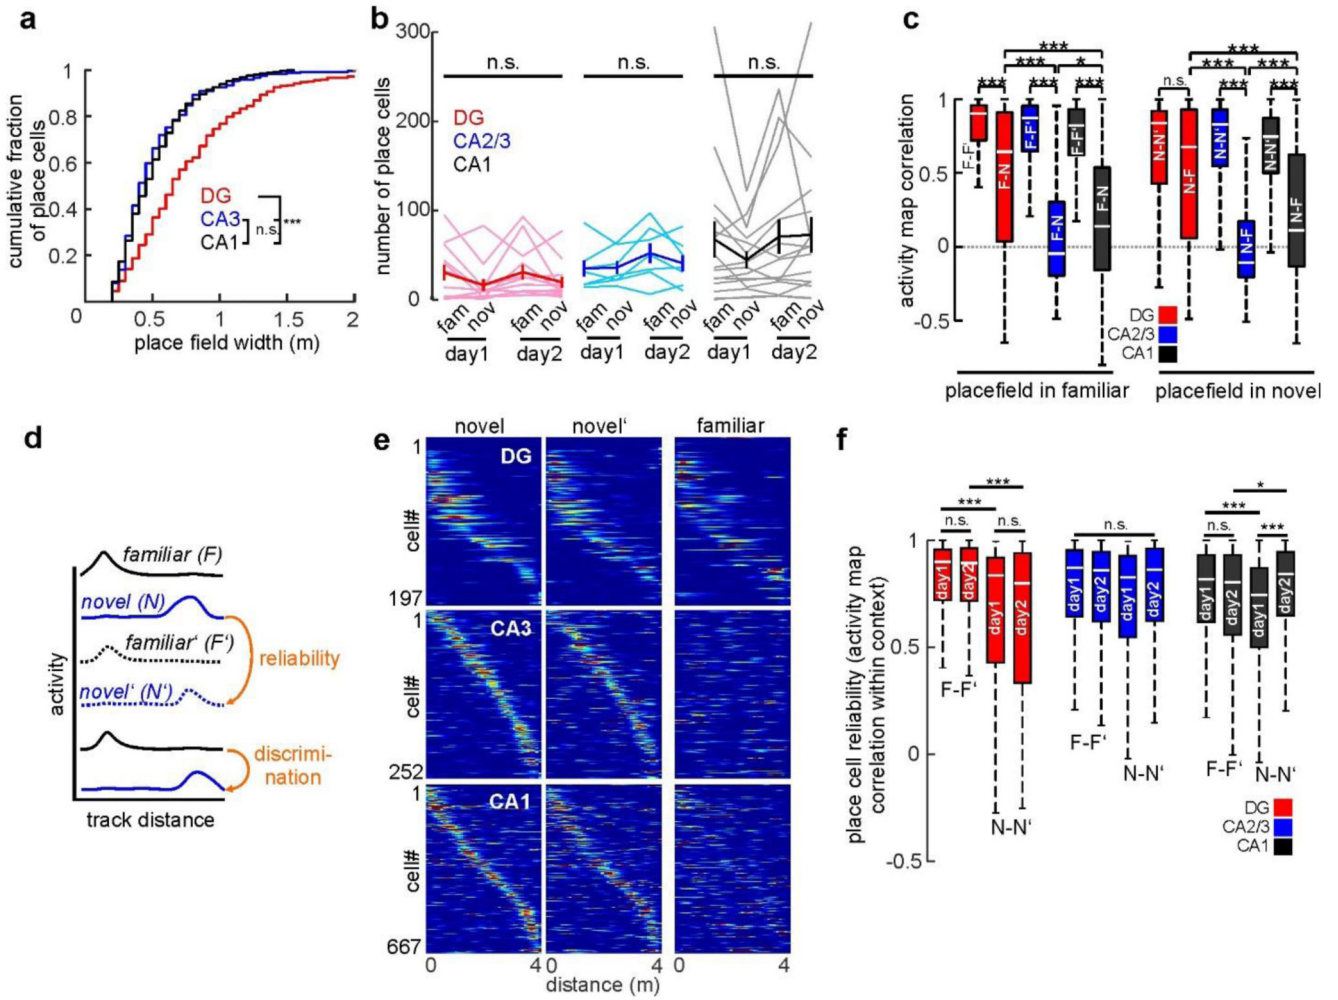 a
cumulative fraction
of place cells
1
0.8
0.6
0.4
0.2
0
0.5
1
1.5
2
place field width (m)
DG
CA3
CA1
n.s.
***
b
number of place cells
300
200
100
0
n.s.
n.s.
n.s.
DG
CA2/3
CA1
fam
nov
fam
nov
fam
nov
fam
nov
fam
nov
fam
nov
day1
day2
day1
day2
day1
day2
c
activity map correlation
1
0.5
0
-0.5
***
*** *
*** *** ***
***
*** ***
n.s. *** ***
F-F'
F-N
F-F'
F-N
F-F'
F-N
N-N'
N-F
N-N'
N-F
N-N'
N-F
DG
CA2/3
CA1
placefield in familiar
placefield in novel
d
activity
familiar (F)
novel (N)
familiar' (F')
novel' (N')
reliability
discrimi-
nation
track distance
e
novel
novel'
familiar
DG
1
cell#
197
CA3
1
cell#
252
CA1
1
cell#
667
0
4
0
4
0
4
distance (m)
f
place cell reliability (activity map
correlation within context)
1
0.5
0
-0.5
***
***
n.s.
n.s.
n.s.
*
***
n.s.
***
day1
day2
day1
day2
day1
day2
day1
day2
day1
day2
day1
day2
F-F'
N-N'
F-F'
N-N'
F-F'
N-N'
DG
CA2/3
CA1